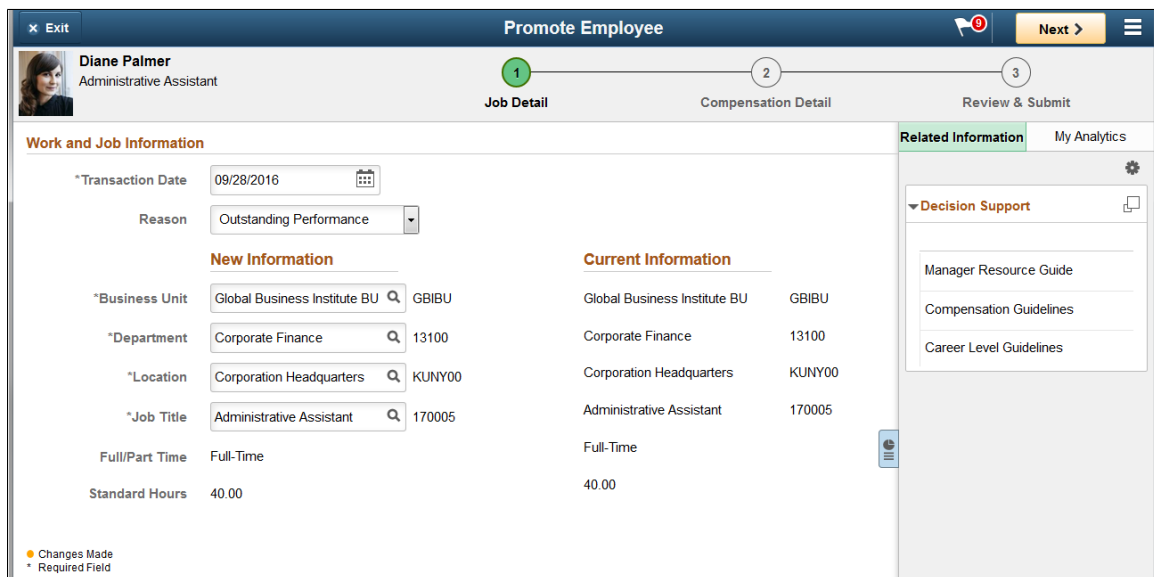 × Exit
Promote Employee
9
Next >
Diane Palmer
Administrative Assistant
1
2
3
Job Detail
Compensation Detail
Review & Submit
Work and Job Information
*Transaction Date 09/28/2016
Reason Outstanding Performance
New Information
Current Information
*Business Unit Global Business Institute BU GBIBU Global Business Institute BU GBIBU
*Department Corporate Finance 13100 Corporate Finance 13100
*Location Corporation Headquarters KUNY00 Corporation Headquarters KUNY00
*Job Title Administrative Assistant 170005 Administrative Assistant 170005
Full/Part Time Full-Time Full-Time
Standard Hours 40.00 40.00
Changes Made
* Required Field
Related Information
My Analytics
Decision Support
Manager Resource Guide
Compensation Guidelines
Career Level Guidelines